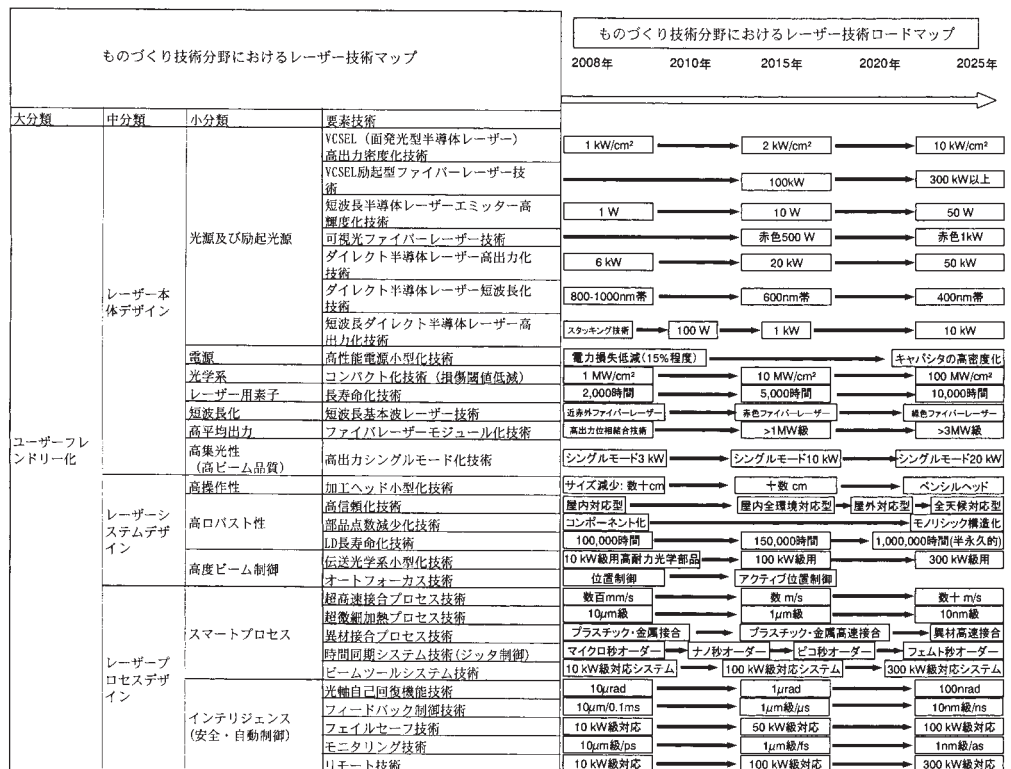 ものづくり技術分野におけるレーザー技術マップ
ものづくり技術分野におけるレーザー技術ロードマップ
2008年 2010年 2015年 2020年 2025年
大分類 中分類 小分類 要素技術
ユーザーフレ
ンドリー化
レーザー本
体デザイン
光源及び励起光源
VCSEL（面発光型半導体レーザー）
高出力密度化技術
1 kW/cm² 2 kW/cm² 10 kW/cm²
VCSEL励起型ファイバーレーザー技
術
100kW 300 kW以上
短波長半導体レーザーエミッター高
輝度化技術
1 W 10 W 50 W
可視光ファイバーレーザー技術
赤色500 W 赤色1kW
ダイレクト半導体レーザー高出力化
技術
6 kW 20 kW 50 kW
ダイレクト半導体レーザー短波長化
技術
800-1000nm帯 600nm帯 400nm帯
短波長ダイレクト半導体レーザー高
出力化技術
スタッキング技術 100 W 1 kW 10 kW
電源 高性能電源小型化技術 電力損失低減(15%程度) キャパシタの高密度化
光学系 コンパクト化技術（損傷閾値低減） 1 MW/cm² 10 MW/cm² 100 MW/cm²
レーザー用素子 長寿命化技術 2,000時間 5,000時間 10,000時間
短波長化 短波長基本波レーザー技術 近赤外ファイバーレーザー 赤色ファイバーレーザー 緑色ファイバーレーザー
高平均出力 ファイバレーザーモジュール化技術 高出力位相結合技術 >1MW級 >3MW級
高集光性
（高ビーム品質）
高出力シングルモード化技術 シングルモード3 kW シングルモード10 kW シングルモード20 kW
レーザーシ
ステムデザ
イン
高操作性 加工ヘッド小型化技術 サイズ減少: 数十cm 十数 cm ペンシルヘッド
高ロバスト性
高信頼化技術 屋内対応型 屋内全環境対応型 屋外対応型 全天候対応型
部品点数減少化技術 コンポーネント化 モノリシック構造化
LD長寿命化技術 100,000時間 150,000時間 1,000,000時間(半永久的)
高度ビーム制御
伝送光学系小型化技術 10 kW級用高耐力光学部品 100 kW級用 300 kW級用
オートフォーカス技術 位置制御 アクティブ位置制御
レーザープ
ロセスデザ
イン
スマートプロセス
超高速接合プロセス技術 数百mm/s 数 m/s 数十 m/s
超微細加熱プロセス技術 10μm級 1μm級 10nm級
異材接合プロセス技術 プラスチック・金属接合 プラスチック・金属高速接合 異材高速接合
時間同期システム技術(ジッタ制御) マイクロ秒オーダー ナノ秒オーダー ピコ秒オーダー フェムト秒オーダー
ビームツールシステム技術 10 kW級対応システム 100 kW級対応システム 300 kW級対応システム
インテリジェンス
(安全・自動制御)
光軸自己回復機能技術 10μrad 1μrad 100nrad
フィードバック制御技術 10μm/0.1ms 1μm級/μs 10nm級/ns
フェイルセーフ技術 10 kW級対応 50 kW級対応 100 kW級対応
モニタリング技術 10μm級/ps 1μm級/fs 1nm級/as
リモート技術 10 kW級対応 100 kW級対応 300 kW級対応